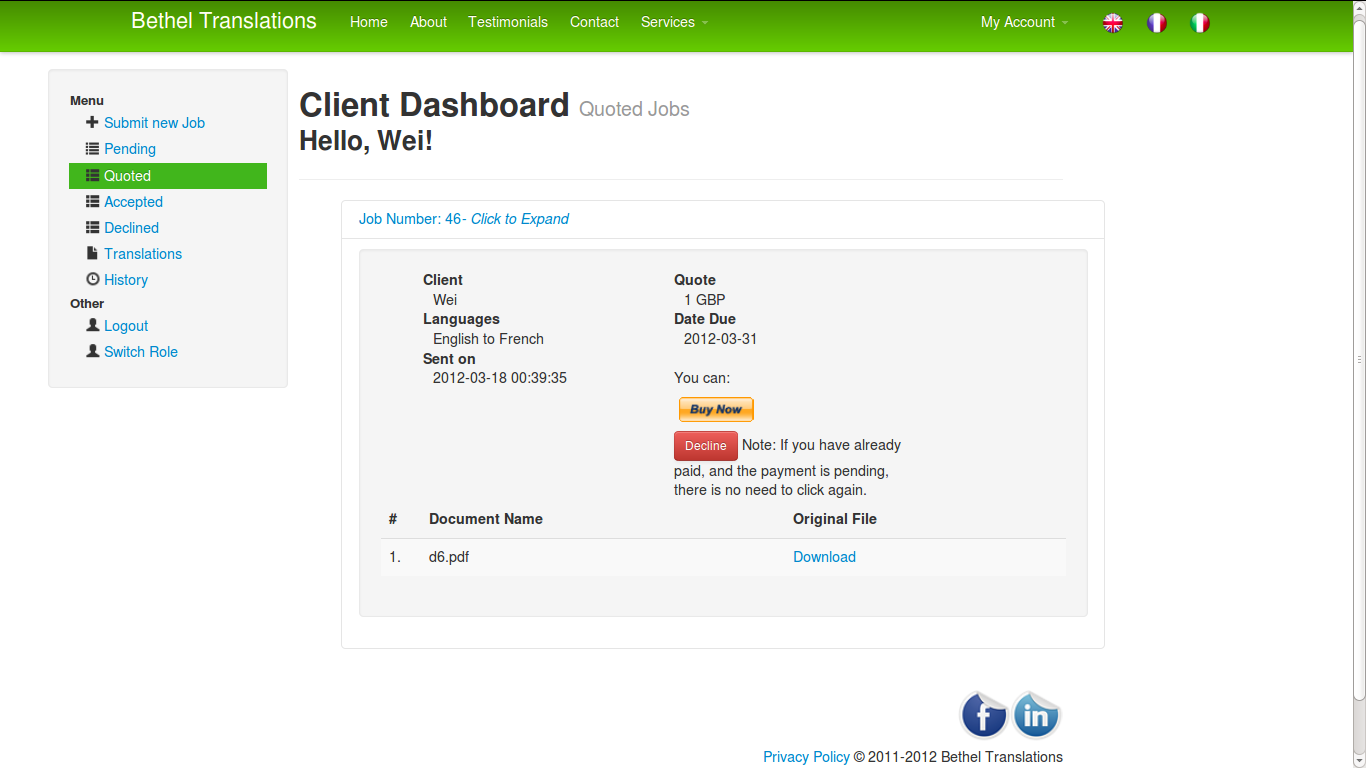 Bethel Translations Home About Testimonials Contact Services My Account
Menu
Submit new Job
Pending
Quoted
Accepted
Declined
Translations
History
Other
Logout
Switch Role
Client Dashboard Quoted Jobs
Hello, Wei!
Job Number: 46- Click to Expand
Client
Wei
Languages
English to French
Sent on
2012-03-18 00:39:35
Quote
1 GBP
Date Due
2012-03-31
You can:
Buy Now
Decline Note: If you have already
paid, and the payment is pending,
there is no need to click again.
# Document Name Original File
1. d6.pdf Download
f in
Privacy Policy © 2011-2012 Bethel Translations